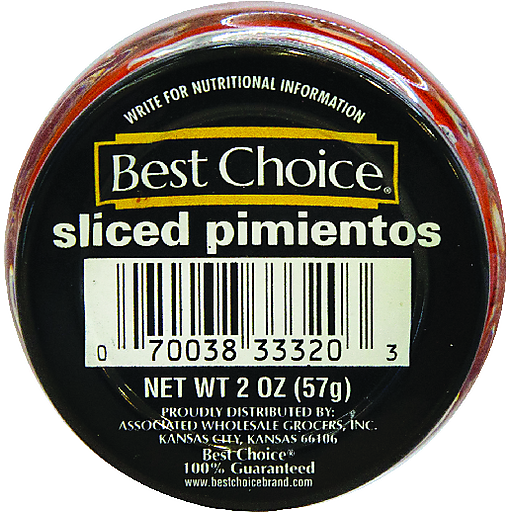 WRITE FOR NUTRITIONAL INFORMATION
Best Choice®
sliced pimientos
0 70038 33320 3
NET WT 2 OZ (57g)
PROUDLY DISTRIBUTED BY:
ASSOCIATED WHOLESALE GROCERS, INC.
KANSAS CITY, KANSAS 66106
Best Choice®
100% Guaranteed
www.bestchoicebrand.com